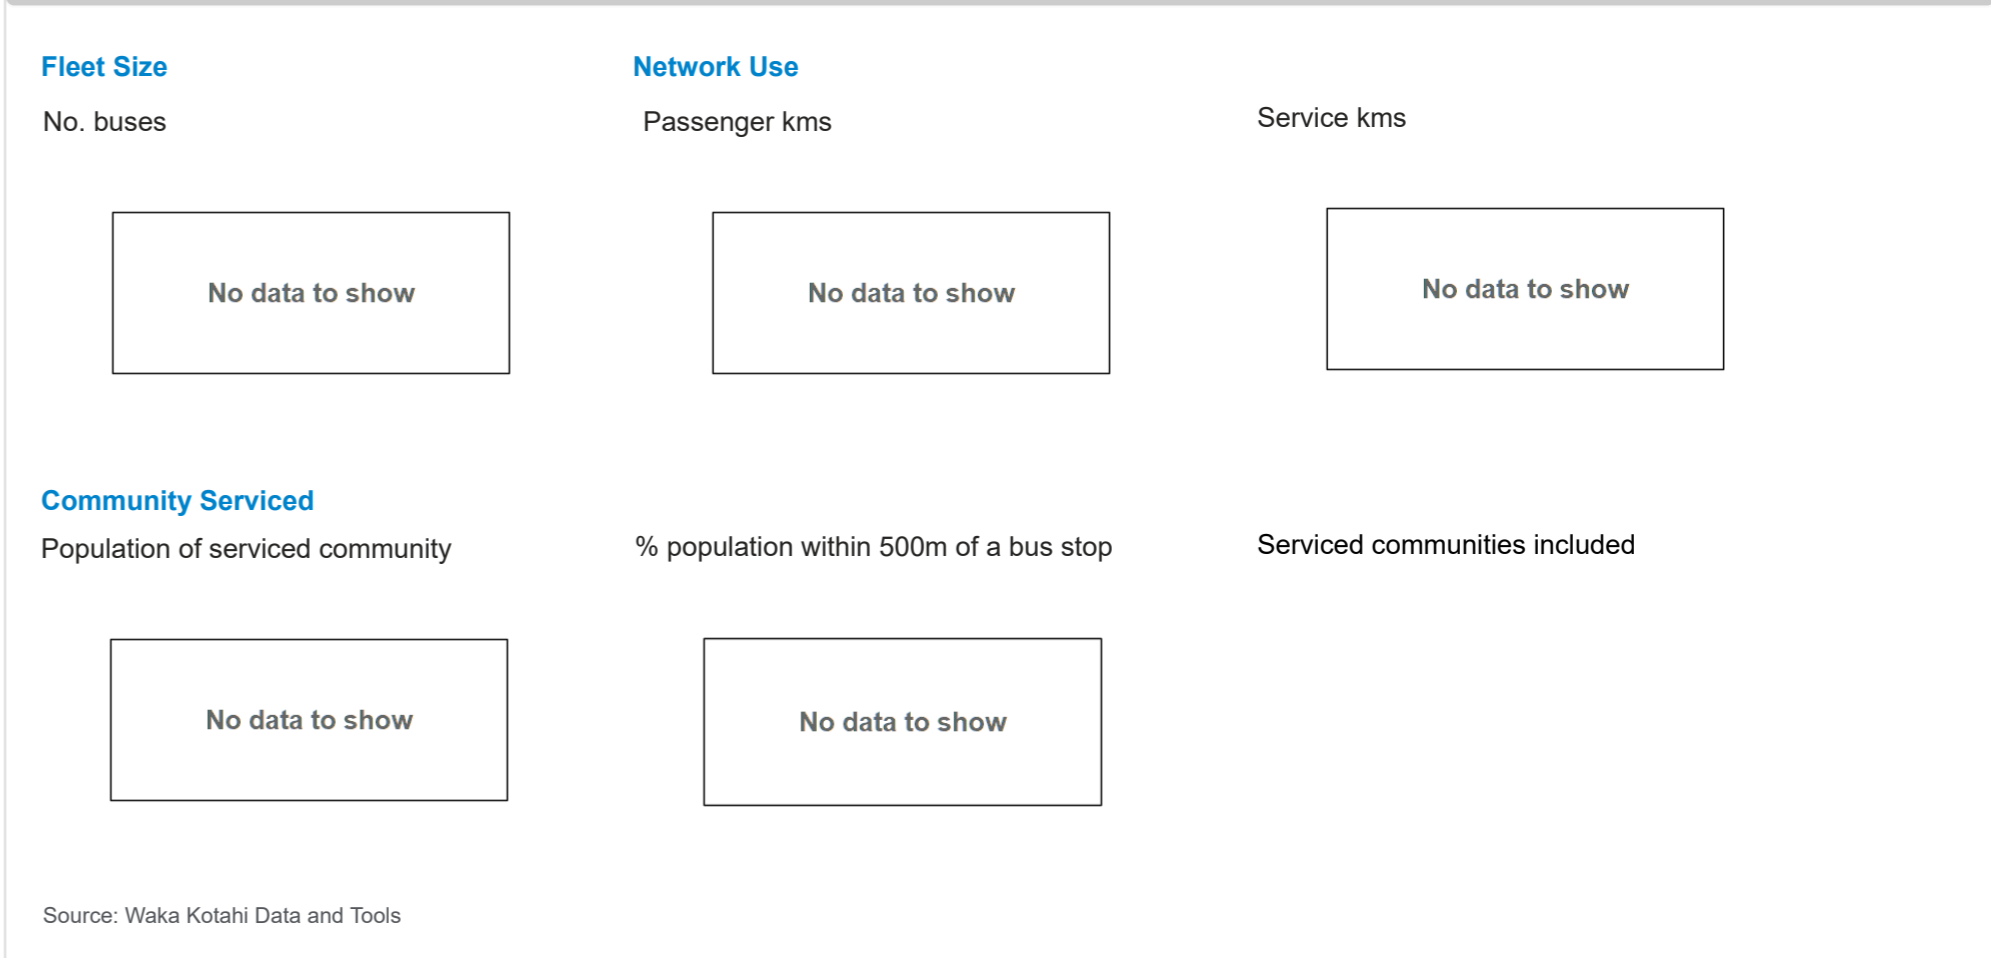 Fleet Size
Network Use
No. buses
Passenger kms
Service kms
No data to show
No data to show
No data to show
Community Serviced
Population of serviced community
% population within 500m of a bus stop
Serviced communities included
No data to show
No data to show
Source: Waka Kotahi Data and Tools